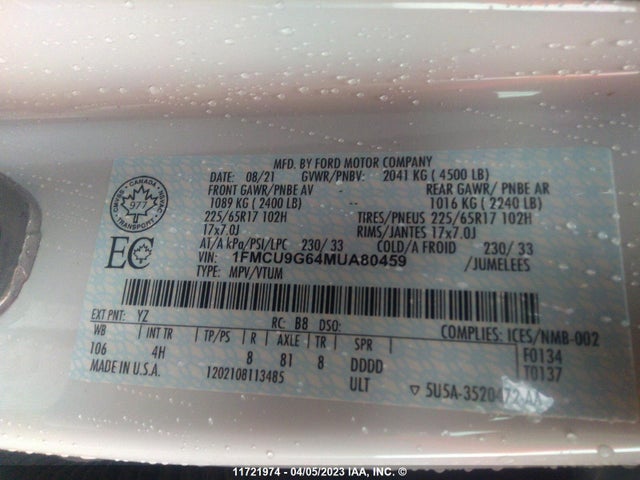 MFD. BY FORD MOTOR COMPANY
DATE: 08/21 GVWR/PNBV: 2041 KG ( 4500 LB)
FRONT GAWR/PNBE AV REAR GAWR/ PNBE AR
1089 KG ( 2400 LB) -- 1016 KG ( 2240 LB)
225/65R17 102H TIRES/PNEUS 225/65R17 102H
17x7.0J RIMS/JANTES 17x7.0J
AT/A kPa/PSI/LPC 230/ 33 COLD/A FROID 230/ 33
VIN: 1FMCU9G64MUA80459 /JUMELEES
TYPE: MPV/VTUM
CANADA
977
EC
EXT PNT: YZ RC: B8 DSO: COMPLIES: ICES/NMB-002
WB INT TR TP/PS R AXLE TR SPR F0134
106 4H 8 81 8 DDDD T0137
MADE IN U.S.A. 1202108113485 ULT ▽ 5U5A-3520472-AA
11721974 - 04/05/2023 IAA, INC. ©